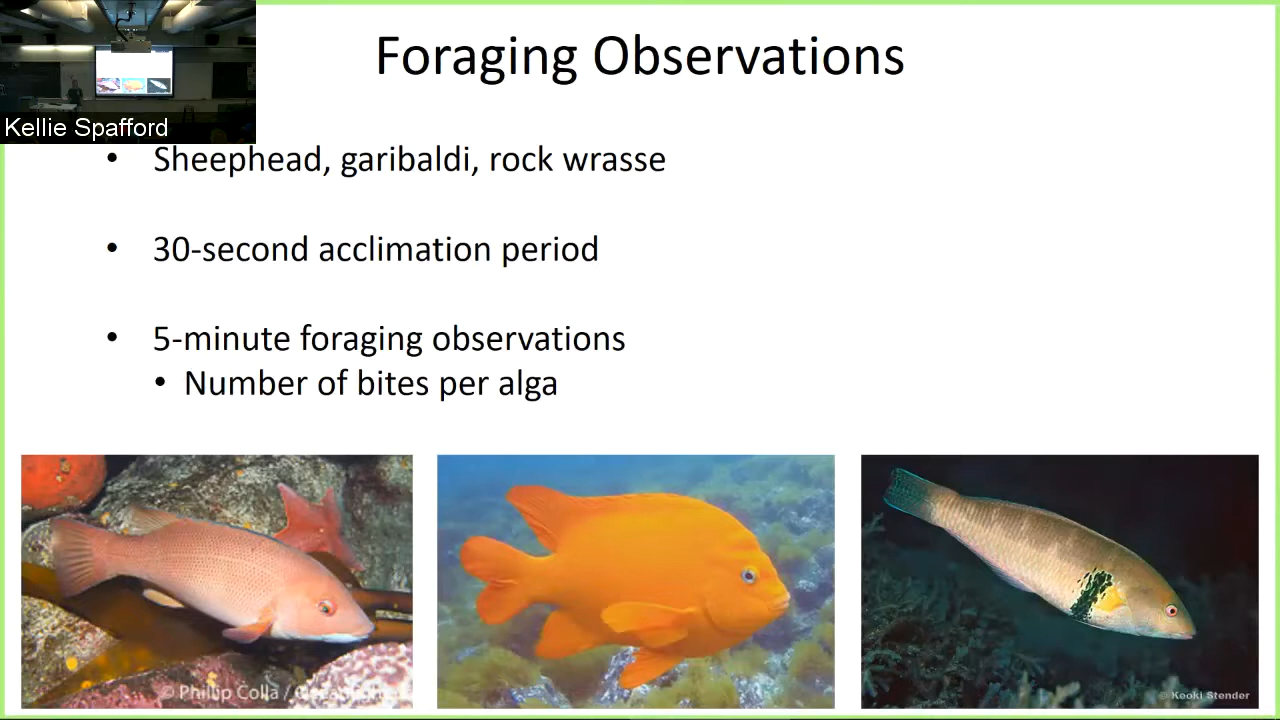 Foraging Observations
Kellie Spafford
• Sheephead, garibaldi, rock wrasse
• 30-second acclimation period
• 5-minute foraging observations
• Number of bites per alga
© Phillip Colla /
© Keoki Stender